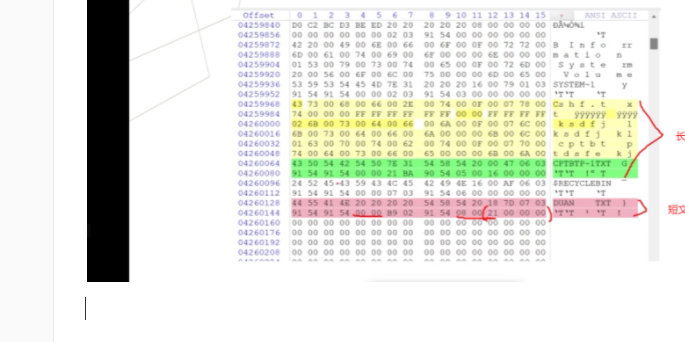 Offset 0 1 2 3 4 5 6 7 8 9 10 11 12 13 14 15 ANSI ASCII
04259840 D0 C2 BC D3 BE ED 20 20 20 20 20 08 00 00 00 00
04259856 00 00 00 00 00 00 02 03 91 54 00 00 00 00 00 00
04259872 42 20 00 49 00 6E 00 66 00 6F 00 0F 00 72 72 00 B I n f o r r
04259888 6D 00 61 00 74 00 69 00 6F 00 00 00 6E 00 00 00 m a t i o n
04259904 01 53 00 79 00 73 00 74 00 65 00 0F 00 72 6D 00 S y s t e rm
04259920 20 00 56 00 6F 00 6C 00 75 00 00 00 6D 00 65 00 V o l u m e
04259936 53 59 53 54 45 4D 7E 31 20 20 20 16 00 79 01 03 SYSTEM~1 y
04259952 91 54 91 54 00 00 02 03 91 54 03 00 00 00 00 00
04259968 43 73 00 68 00 66 00 2E 00 74 00 0F 00 07 78 00 Cs h f . t x
04259984 74 00 00 00 FF FF FF FF FF FF 00 00 FF FF FF FF t ÿÿÿÿÿÿ ÿÿÿÿ
04260000 02 6B 00 73 00 64 00 66 00 6A 00 0F 00 07 6C 00 k s d f j l
04260016 6B 00 73 00 64 00 66 00 6A 00 00 00 6B 00 6C 00 k s d f j k l
04260032 01 63 00 70 00 74 00 62 00 74 00 0F 00 07 70 00 c p t b t p
04260048 74 00 64 00 73 00 66 00 65 00 00 00 6B 00 6A 00 t d s f e k j
04260064 43 50 54 42 54 50 7E 31 54 58 54 20 00 47 06 03 CPTBTP~1TXT G
04260080 91 54 91 54 00 00 21 BA 90 54 05 00 16 00 00 00
04260096 24 52 45 43 59 43 4C 45 42 49 4E 16 00 AF 06 03 $RECYCLEBIN
04260112 91 54 91 54 00 00 07 03 91 54 06 00 00 00 00 00
04260128 44 55 41 4E 20 20 20 20 54 58 54 20 18 7D 07 03 DUAN TXT }
04260144 91 54 91 54 00 00 B9 02 91 54 08 00 21 00 00 00
04260160 00 00 00 00 00 00 00 00 00 00 00 00 00 00 00 00
04260176 00 00 00 00 00 00 00 00 00 00 00 00 00 00 00 00
04260192 00 00 00 00 00 00 00 00 00 00 00 00 00 00 00 00
04260208 00 00 00 00 00 00 00 00 00 00 00 00 00 00 00 00
长
短文